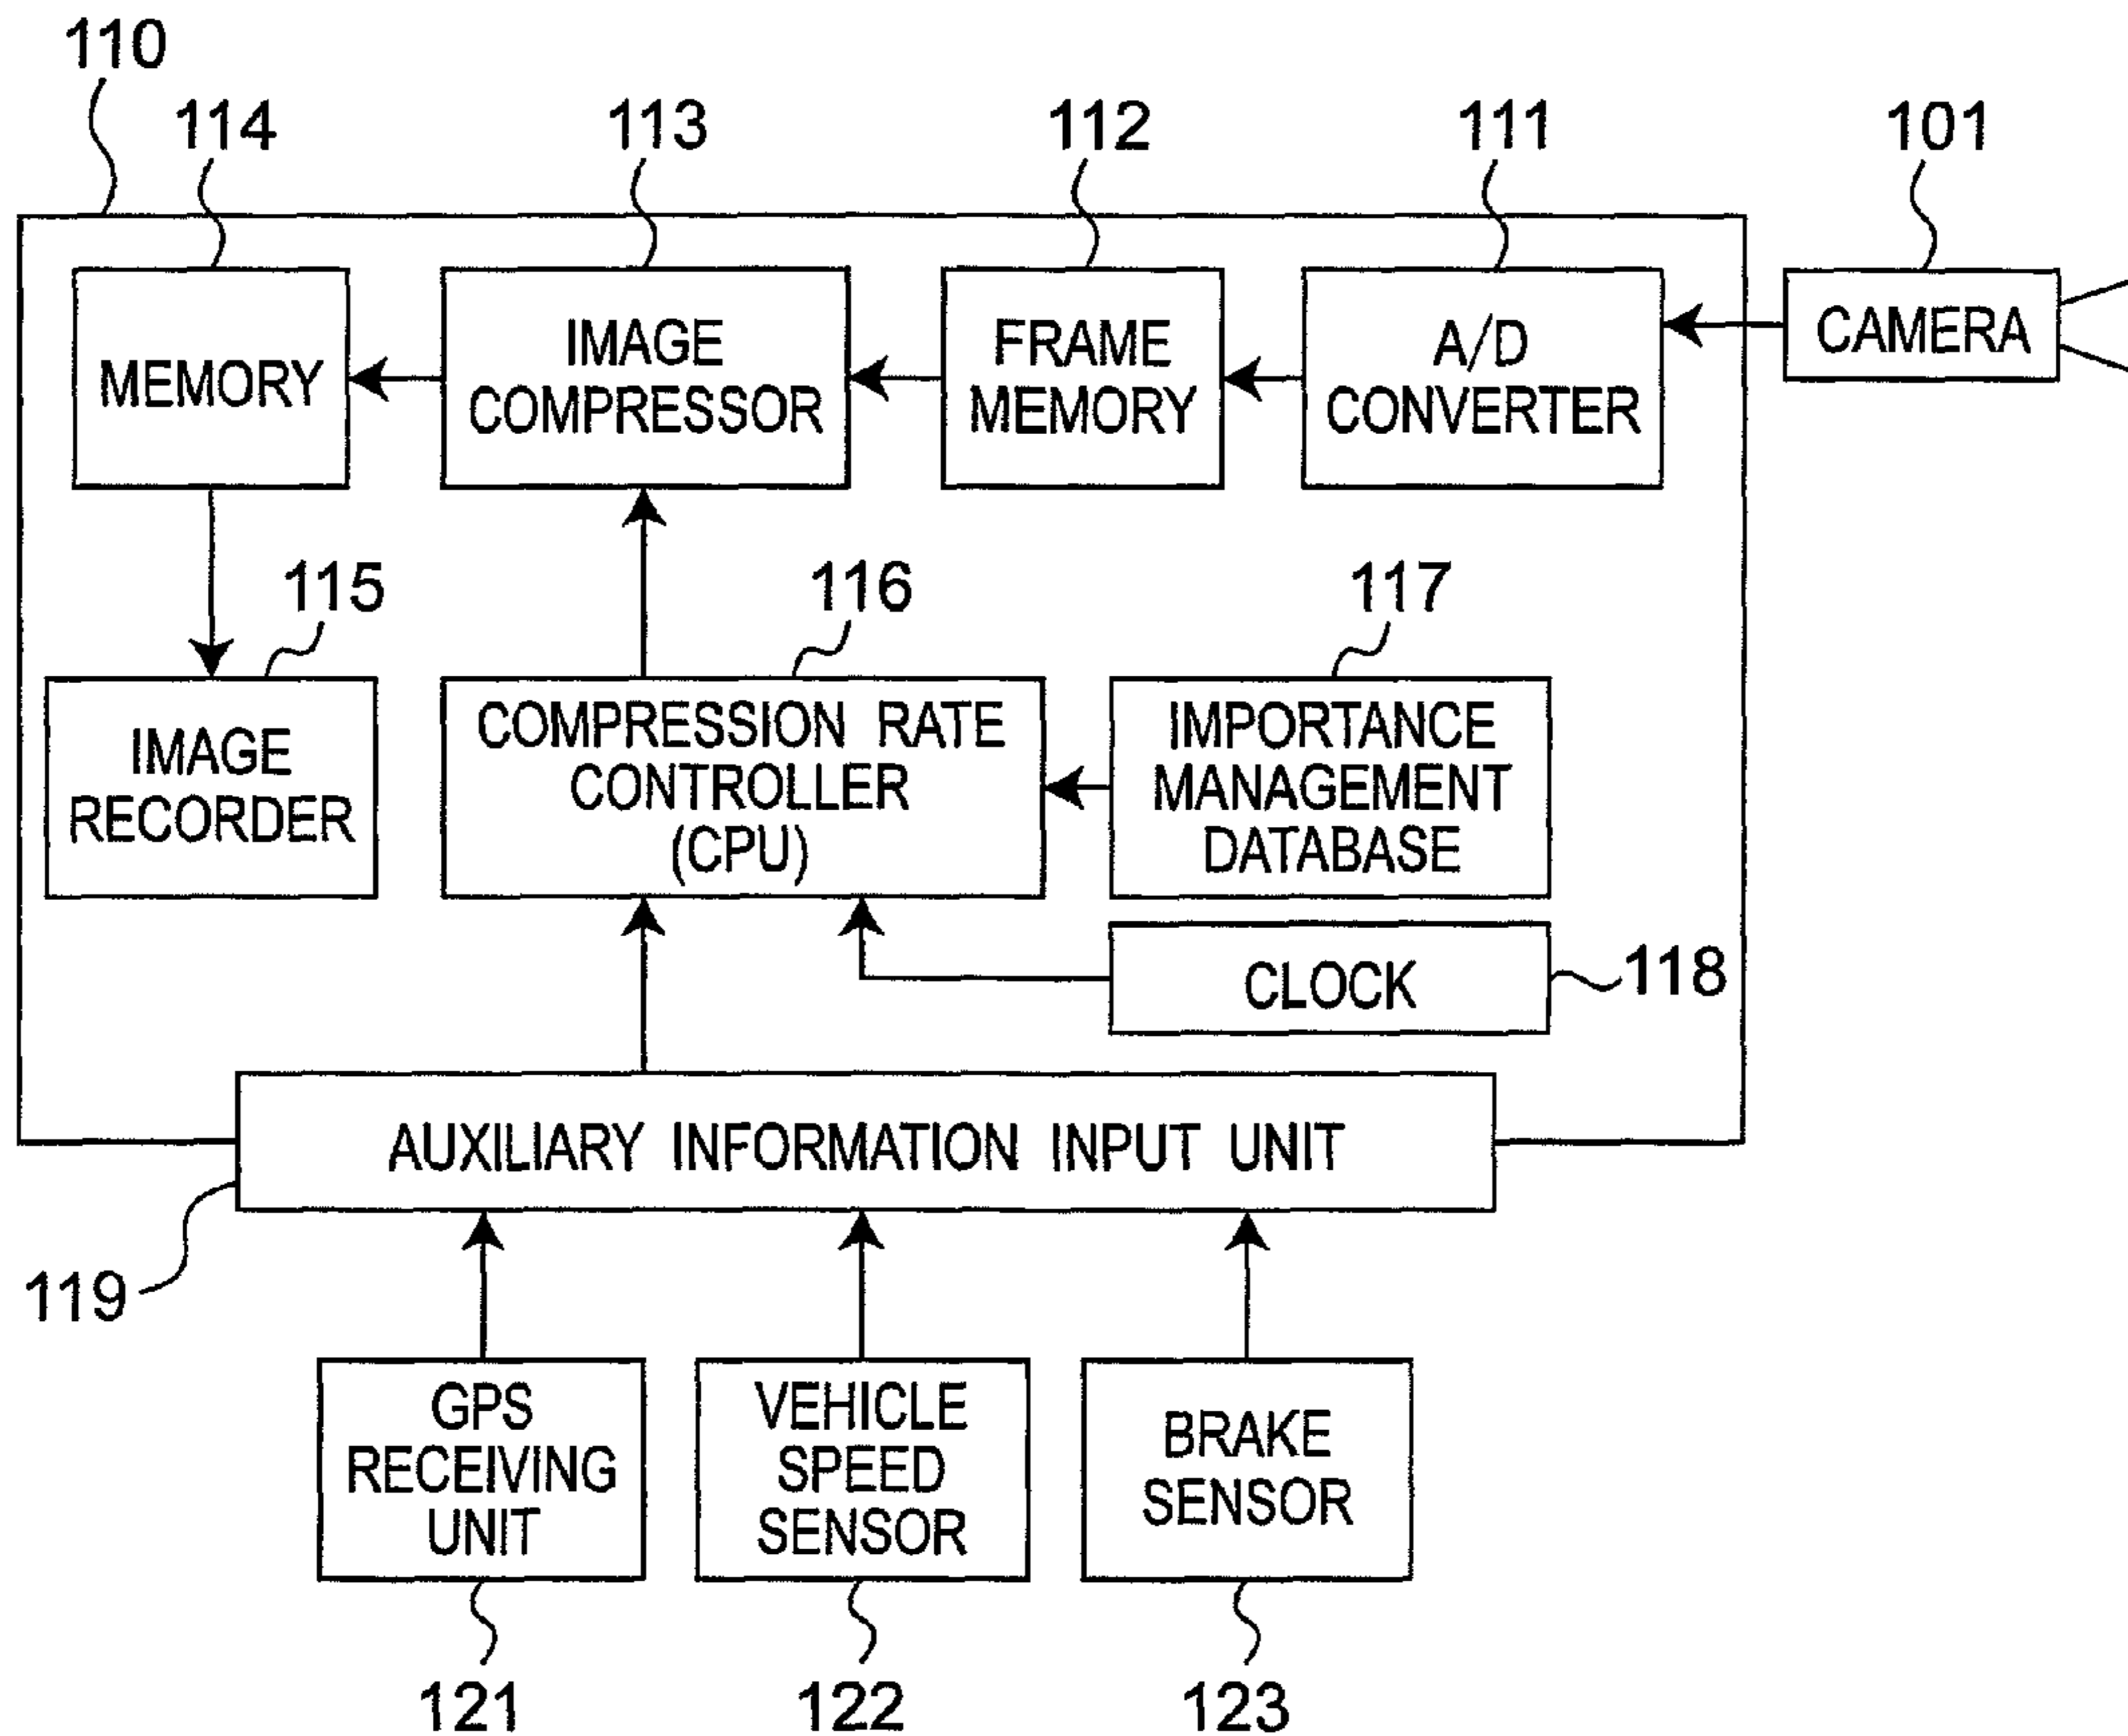 110
114
113
112
111
101
MEMORY
IMAGE
COMPRESSOR
FRAME
MEMORY
A/D
CONVERTER
CAMERA
115
116
117
IMAGE
RECORDER
COMPRESSION RATE
CONTROLLER
(CPU)
IMPORTANCE
MANAGEMENT
DATABASE
CLOCK
118
AUXILIARY INFORMATION INPUT UNIT
119
GPS
RECEIVING
UNIT
VEHICLE
SPEED
SENSOR
BRAKE
SENSOR
121
122
123